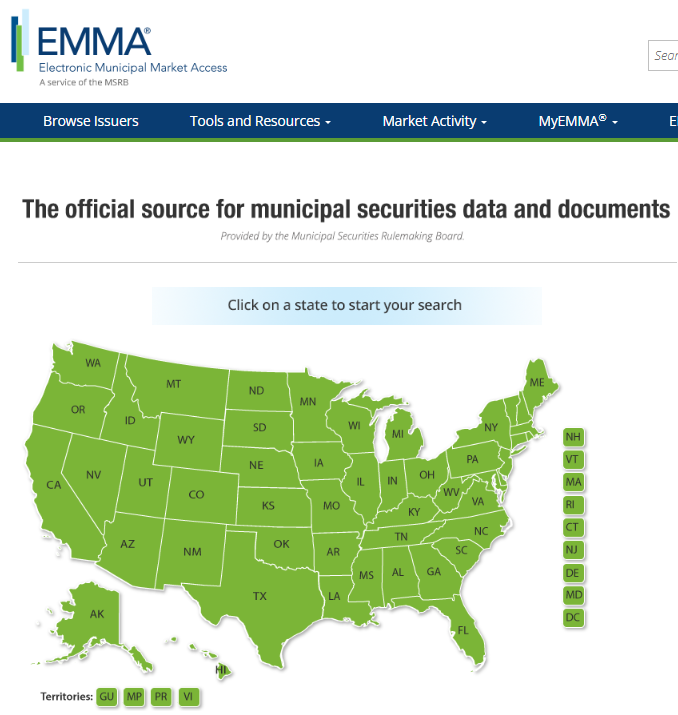 EMMA®
Electronic Municipal Market Access
A service of the MSRB
Browse Issuers Tools and Resources Market Activity MyEMMA®
The official source for municipal securities data and documents
Provided by the Municipal Securities Rulemaking Board.
Click on a state to start your search
WA
MT
ND
MN
ME
OR
ID
SD
WI
MI
NY
NH
WY
VT
NE
IA
PA
NV
UT
CO
IL
IN
OH
MA
CA
WV
VA
RI
KS
MO
KY
CT
NC
AZ
NM
OK
AR
TN
SC
NJ
MS
AL
GA
DE
TX
LA
MD
AK
DC
FL
HI
Territories: GU MP PR VI